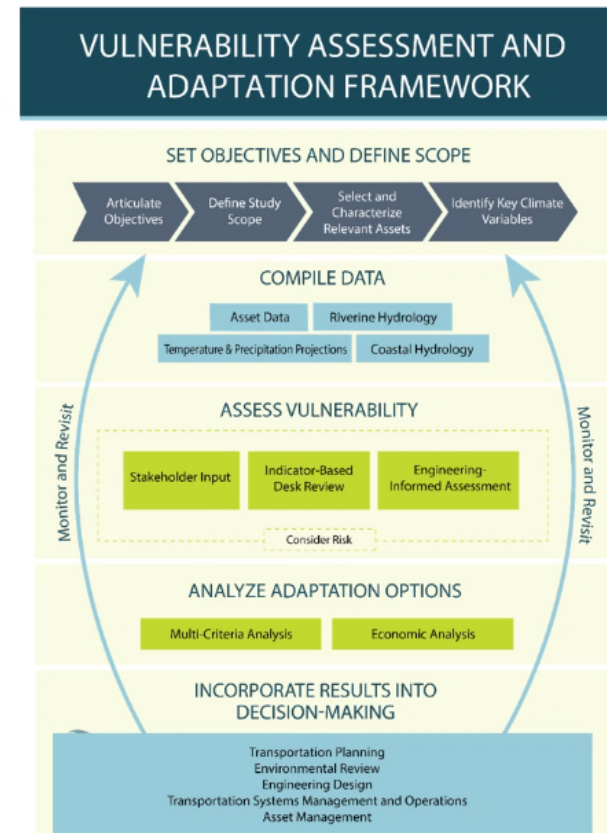 VULNERABILITY ASSESSMENT AND
ADAPTATION FRAMEWORK
SET OBJECTIVES AND DEFINE SCOPE
Articulate
Objectives
Define Study
Scope
Select and
Characterize
Relevant Assets
Identify Key Climate
Variables
COMPILE DATA
Asset Data
Riverine Hydrology
Temperature & Precipitation Projections
Coastal Hydrology
ASSESS VULNERABILITY
Stakeholder Input
Indicator-Based
Desk Review
Engineering-
Informed Assessment
Consider Risk
Monitor and Revisit
Monitor and Revisit
ANALYZE ADAPTATION OPTIONS
Multi-Criteria Analysis
Economic Analysis
INCORPORATE RESULTS INTO
DECISION-MAKING
Transportation Planning
Environmental Review
Engineering Design
Transportation Systems Management and Operations
Asset Management